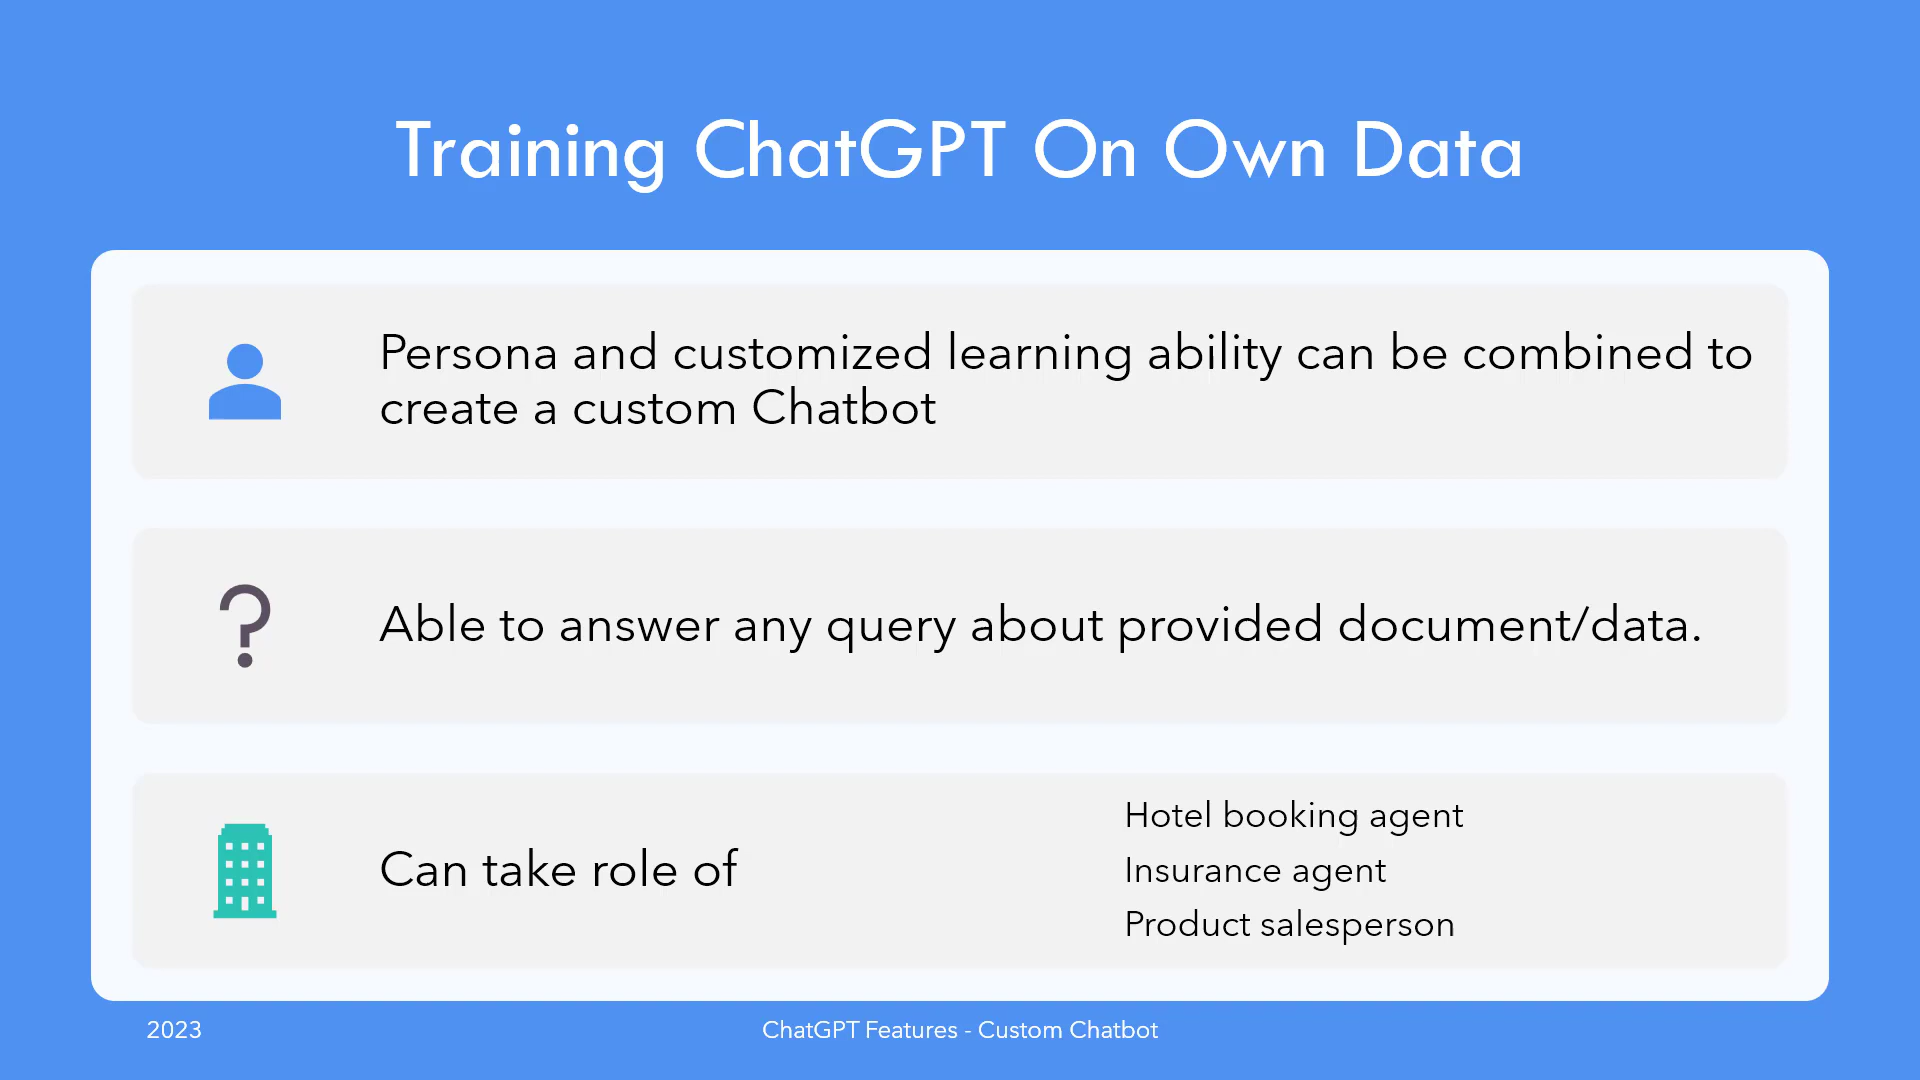 Training ChatGPT On Own Data
Persona and customized learning ability can be combined to
create a custom Chatbot
Able to answer any query about provided document/data.
Can take role of
Hotel booking agent
Insurance agent
Product salesperson
2023
ChatGPT Features - Custom Chatbot